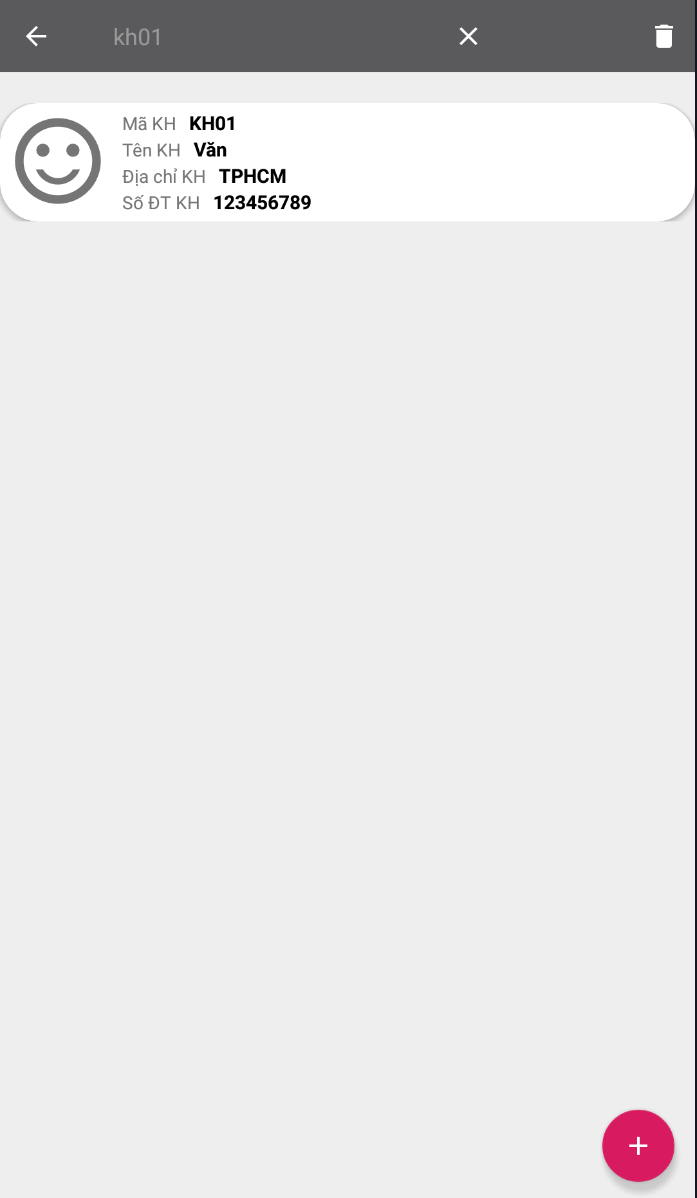 kh01
Mã KH KH01
Tên KH Văn
Địa chỉ KH TPHCM
Số ĐT KH 123456789